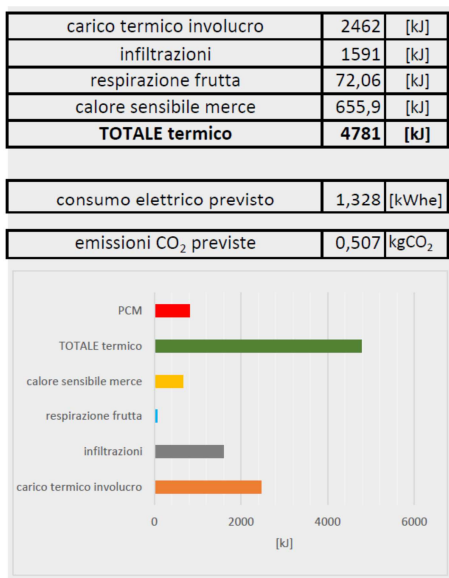 carico termico involucro 2462 [kJ]
infiltrazioni 1591 [kJ]
respirazione frutta 72,06 [kJ]
calore sensibile merce 655,9 [kJ]
TOTALE termico 4781 [kJ]
consumo elettrico previsto 1,328 [kWhe]
emissioni CO₂ previste 0,507 kgCO₂
PCM
TOTALE termico
calore sensibile merce
respirazione frutta
infiltrazioni
carico termico involucro
0 2000 4000 6000
[kJ]